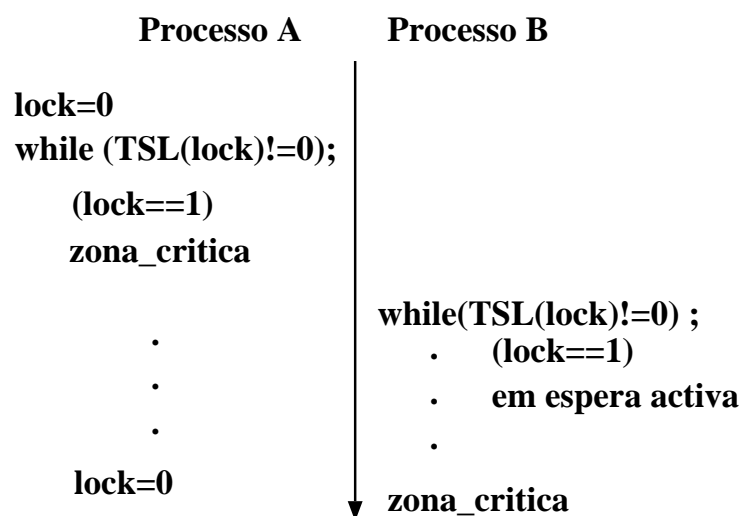 Processo A
Processo B
lock=0
while (TSL(lock)!=0);
(lock==1)
zona_critica
.
.
.
lock=0
while(TSL(lock)!=0) ;
. (lock==1)
.
. em espera activa
.
zona_critica